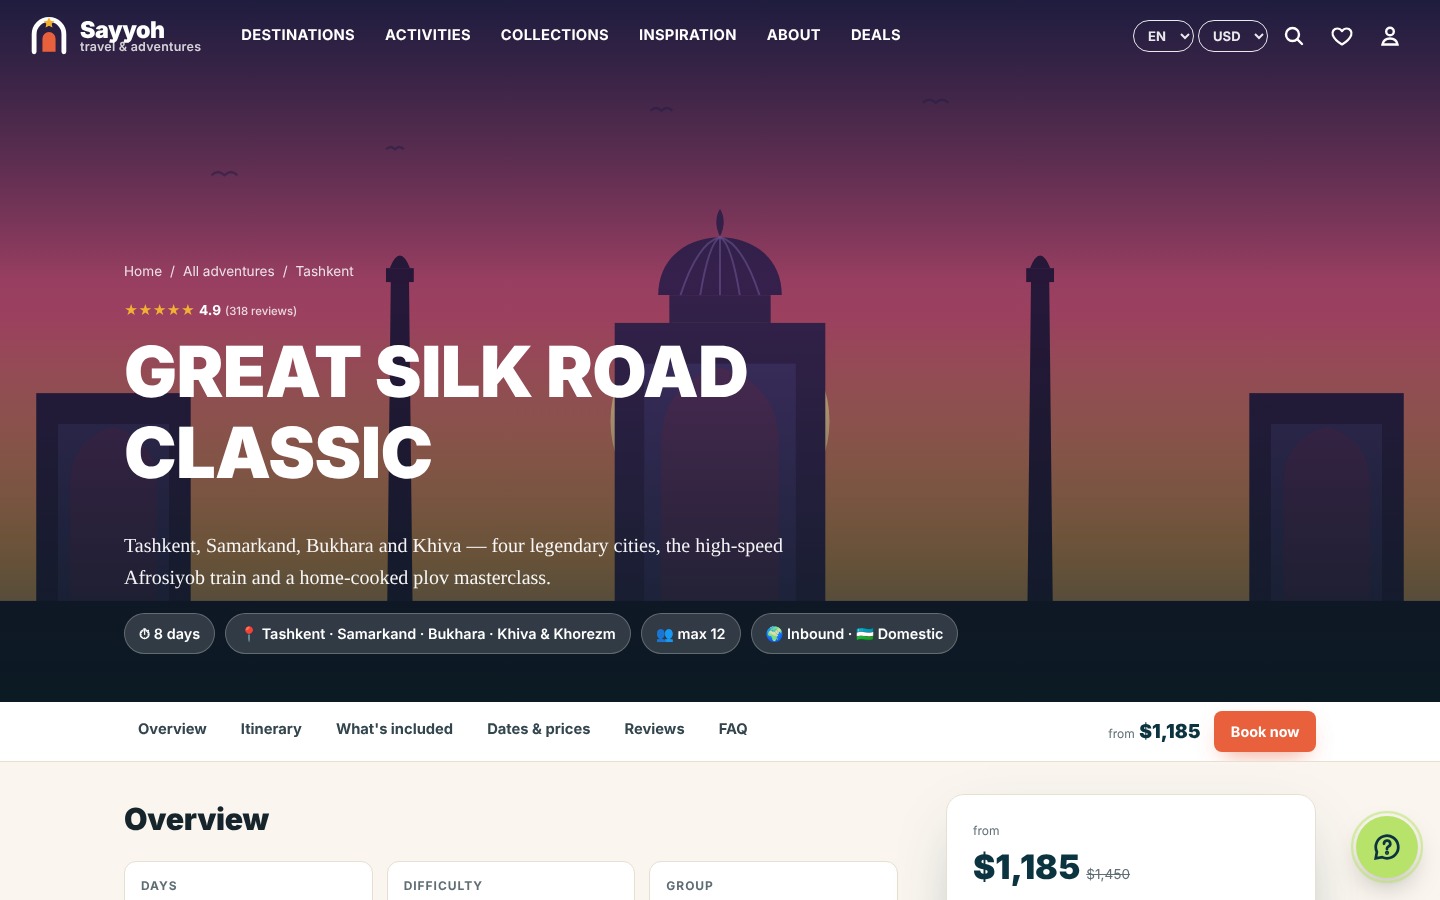 Sayyoh
travel & adventures
DESTINATIONS ACTIVITIES COLLECTIONS INSPIRATION ABOUT DEALS
EN USD
Home / All adventures / Tashkent
★★★★★ 4.9 (318 reviews)
GREAT SILK ROAD
CLASSIC
Tashkent, Samarkand, Bukhara and Khiva — four legendary cities, the high-speed
Afrosiyob train and a home-cooked plov masterclass.
⏱ 8 days 📍 Tashkent · Samarkand · Bukhara · Khiva & Khorezm 👥 max 12 🌍 Inbound · 🇺🇿 Domestic
Overview Itinerary What's included Dates & prices Reviews FAQ from $1,185 Book now
Overview
DAYS DIFFICULTY GROUP
from
$1,185 $1,450